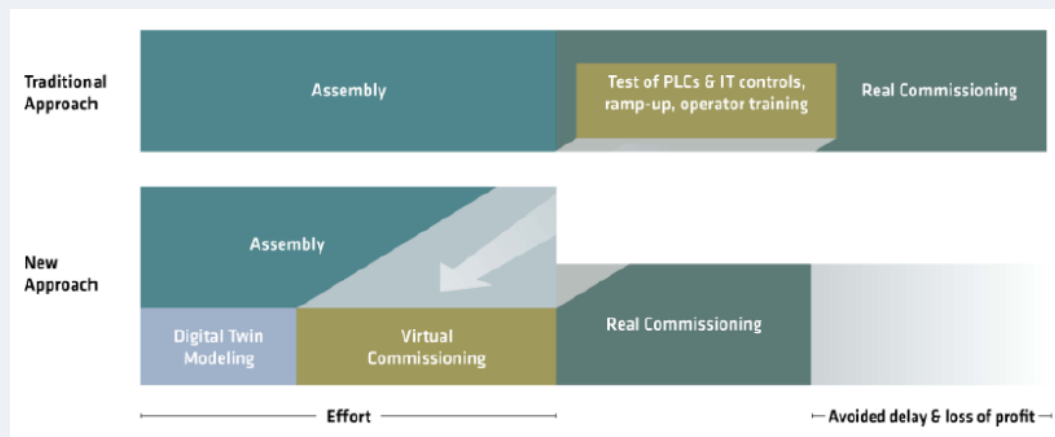 Traditional
Approach
Assembly
Test of PLCs & IT controls,
ramp-up, operator training
Real Commissioning
New
Approach
Assembly
Digital Twin
Modeling
Virtual
Commissioning
Real Commissioning
Effort
Avoided delay & loss of profit